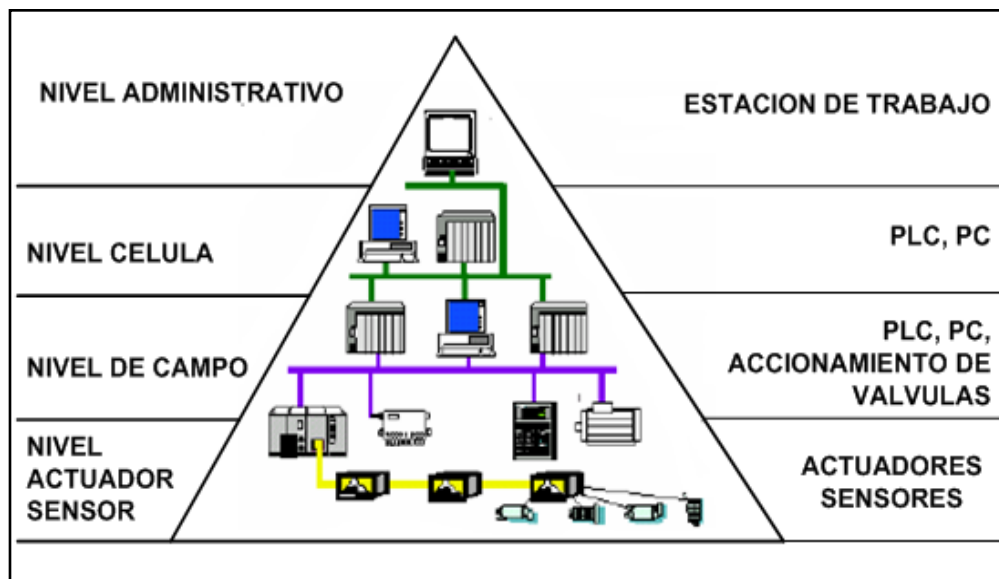 NIVEL ADMINISTRATIVO
ESTACION DE TRABAJO
NIVEL CELULA
PLC, PC
NIVEL DE CAMPO
PLC, PC,
ACCIONAMIENTO DE
VALVULAS
NIVEL
ACTUADOR
SENSOR
ACTUADORES
SENSORES